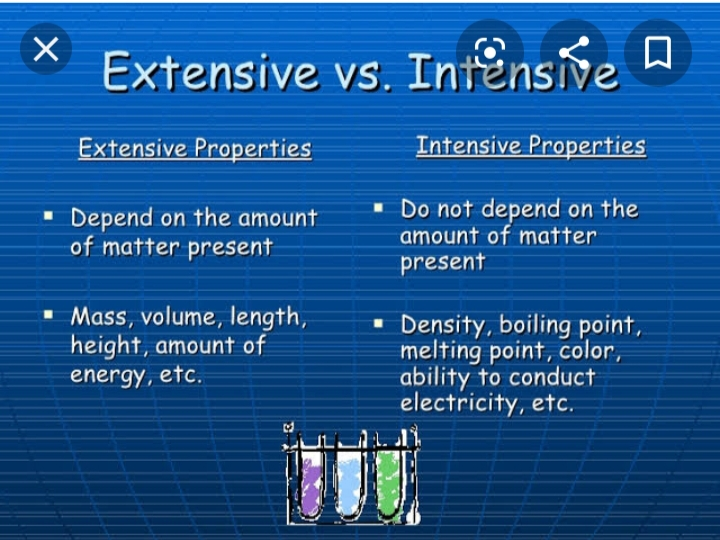 Extensive vs. Intensive
Extensive Properties
▪ Depend on the amount
of matter present
▪ Mass, volume, length,
height, amount of
energy, etc.
Intensive Properties
▪ Do not depend on the
amount of matter
present
▪ Density, boiling point,
melting point, color,
ability to conduct
electricity, etc.